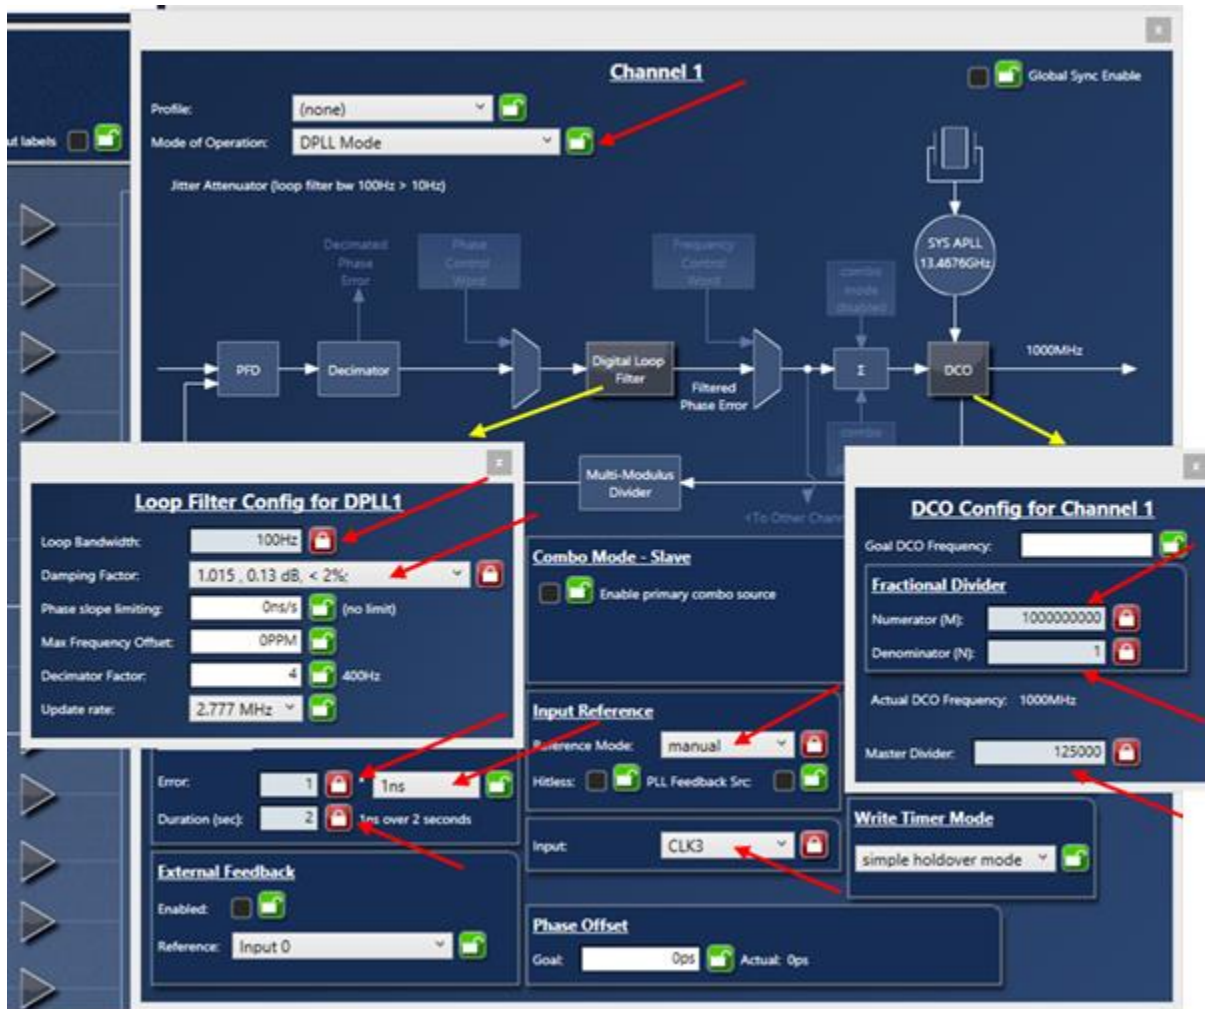 Channel 1
Global Sync Enable
Profile: (none)
ut labels
Mode of Operation: DPLL Mode
Jitter Attenuator (loop filter bw 100Hz > 10Hz)
SYS APLL
13.4676GHz
Decimated
Phase
Error
Phase
Control
Word
Frequency
Control
Word
combo
mode
disabled
1000MHz
PFD
Decimator
Digital Loop
Filter
Filtered
Phase Error
Σ
DCO
combo
Multi-Modulus
Divider
+To Other Chann
Loop Filter Config for DPLL1
Loop Bandwidth: 100Hz
Damping Factor: 1.015 , 0.13 dB, < 2%;
Phase slope limiting: 0ns/s (no limit)
Max Frequency Offset: 0PPM
Decimator Factor: 4 400Hz
Update rate: 2.777 MHz
Combo Mode - Slave
Enable primary combo source
DCO Config for Channel 1
Goal DCO Frequency:
Fractional Divider
Numerator (M): 1000000000
Denominator (N): 1
Actual DCO Frequency: 1000MHz
Master Divider: 125000
Input Reference
Reference Mode: manual
Hitless: PLL Feedback Src:
Error: 1 * 1ns
Duration (sec): 2 1ns over 2 seconds
Input: CLK3
Write Timer Mode
simple holdover mode
External Feedback
Enabled:
Reference: Input 0
Phase Offset
Goal: 0ps Actual: 0ps